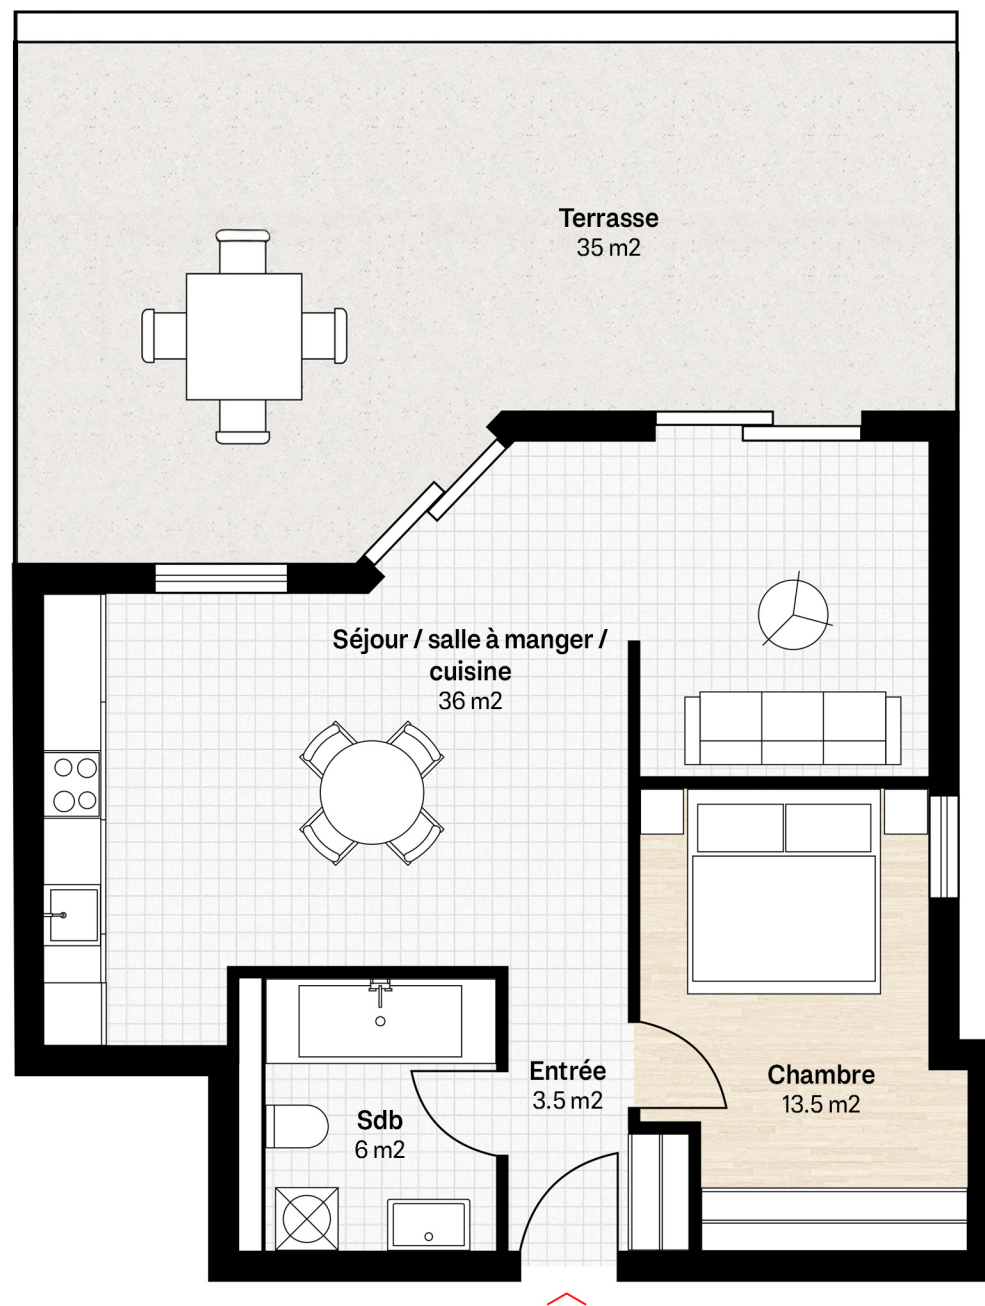 Terrasse
35 m2
Séjour / salle à manger /
cuisine
36 m2
Entrée
3.5 m2
Chambre
13.5 m2
Sdb
6 m2